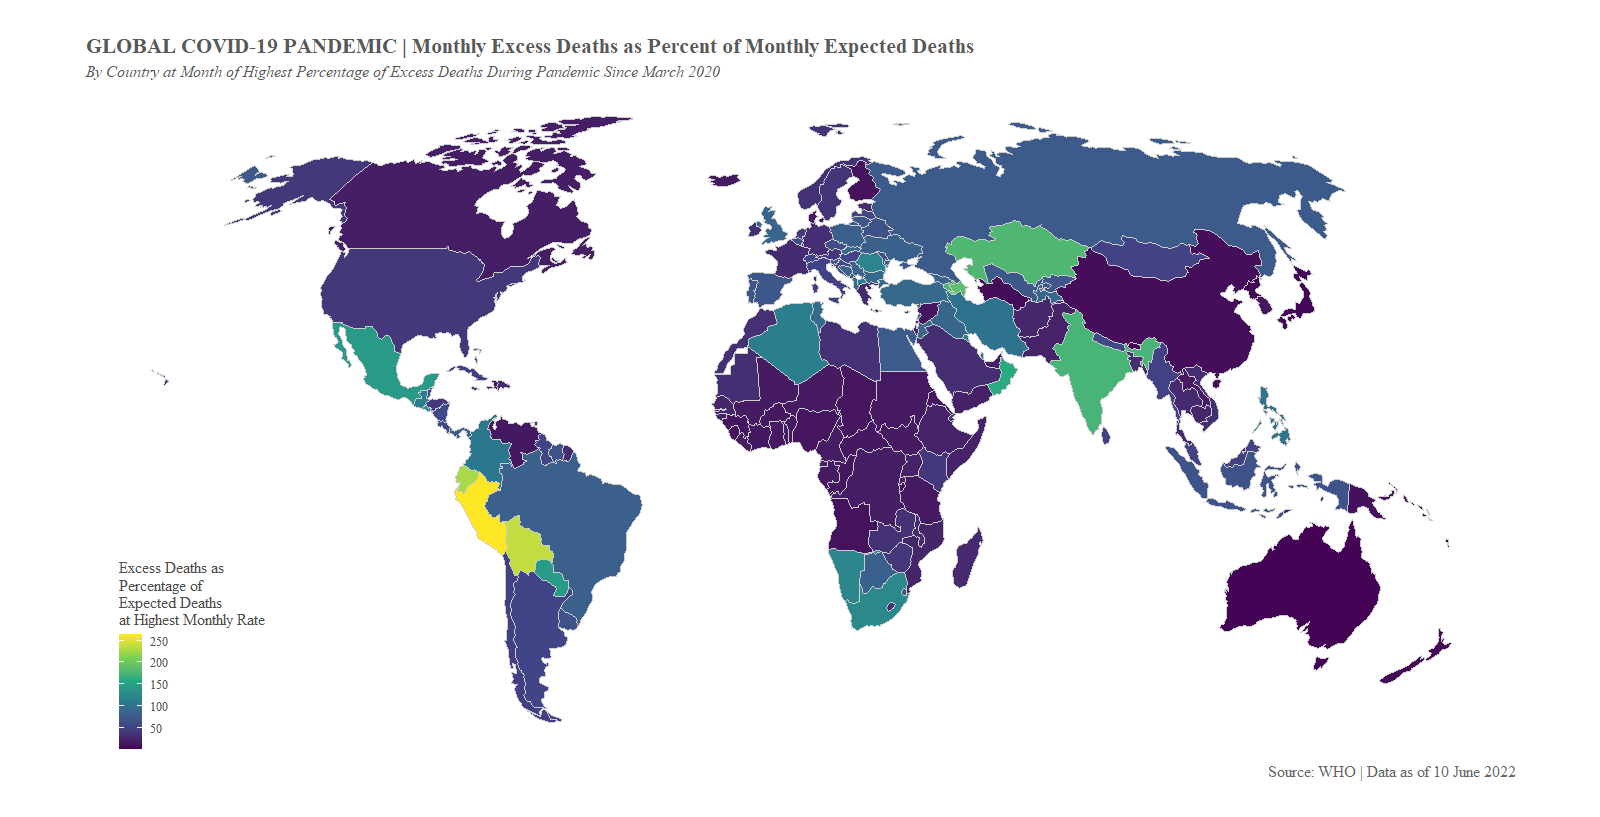 GLOBAL COVID-19 PANDEMIC | Monthly Excess Deaths as Percent of Monthly Expected Deaths
By Country at Month of Highest Percentage of Excess Deaths During Pandemic Since March 2020
Excess Deaths as
Percentage of
Expected Deaths
at Highest Monthly Rate
250
200
150
100
50
Source: WHO | Data as of 10 June 2022